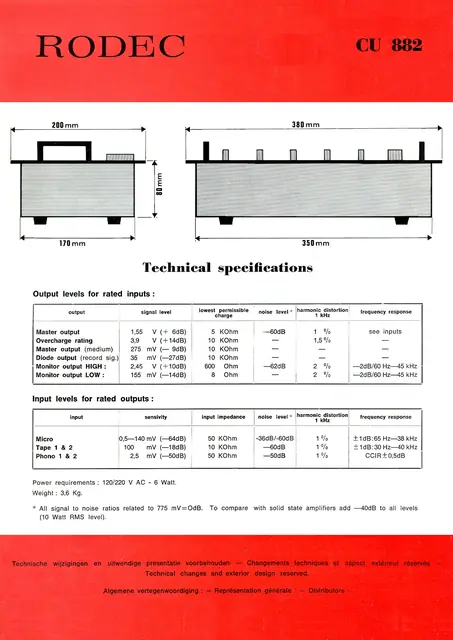 RODEC
CU 882
200 mm
380 mm
80 mm
170 mm
350 mm
Technical specifications
Output levels for rated inputs :
output signal level lowest permissible charge noise level * harmonic distortion 1 kHz frequency response
Master output 1,55 V (+ 6dB) 5 KOhm —60dB 1 % see inputs
Overcharge rating 3,9 V (+14dB) 10 KOhm — 1,5 % —
Master output (medium) 275 mV (— 9dB) 10 KOhm — — —
Diode output (record sig.) 35 mV (—27dB) 10 KOhm — — —
Monitor output HIGH : 2,45 V (+10dB) 600 Ohm —62dB 2 % —2dB/60 Hz—45 kHz
Monitor output LOW : 155 mV (—14dB) 8 Ohm — 2 % —2dB/60 Hz—45 kHz
Input levels for rated outputs :
input sensivity input impedance noise level * harmonic distortion 1 kHz frequency response
Micro 0,5—140 mV (—64dB) 50 KOhm -36dB/-60dB 1 % ±1dB:65 Hz—38 kHz
Tape 1 & 2 100 mV (—18dB) 10 KOhm —60dB 1 % ±1dB:30 Hz—40 kHz
Phono 1 & 2 2,5 mV (—50dB) 50 KOhm —50dB 1 % CCIR±0,5dB
Power requirements : 120/220 V AC - 6 Watt.
Weight : 3,6 Kg.
* All signal to noise ratios related to 775 mV=OdB. To compare with solid state amplifiers add —40dB to all levels
(10 Watt RMS level).
Technische wijzigingen en uitwendige presentatie voorbehouden — Changements techniques et aspect extérieur réservés —
Technical changes and exterior design reserved.
Algemene vertegenwoordiging : — Représentation générale : — Distributors :